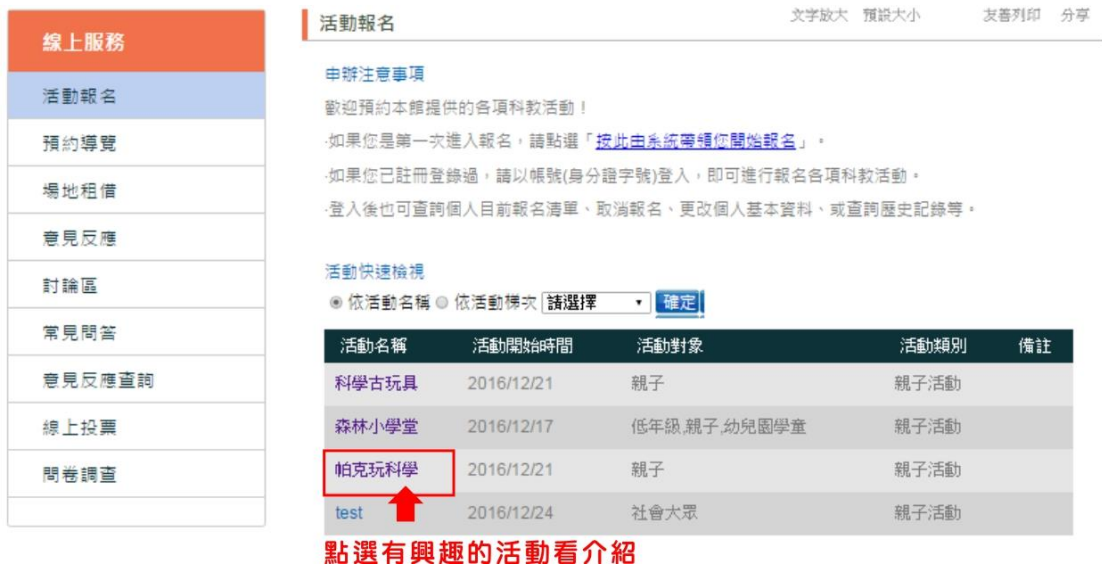 線上服務
活動報名
預約導覽
場地租借
意見反應
討論區
常見問答
意見反應查詢
線上投票
問卷調查
活動報名
文字放大 預設大小 友善列印 分享
申辦注意事項
歡迎預約本館提供的各項科教活動！
·如果您是第一次進入報名，請點選「按此由系統帶領您開始報名」。
·如果您已註冊登錄過，請以帳號(身分證字號)登入，即可進行報名各項科教活動。
·登入後也可查詢個人目前報名清單、取消報名、更改個人基本資料、或查詢歷史記錄等。
活動快速檢視
依活動名稱 依活動梯次 請選擇 確定
活動名稱 活動開始時間 活動對象 活動類別 備註
科學古玩具 2016/12/21 親子 親子活動
森林小學堂 2016/12/17 低年級,親子,幼兒園學童 親子活動
帕克玩科學 2016/12/21 親子 親子活動
test 2016/12/24 社會大眾 親子活動
點選有興趣的活動看介紹